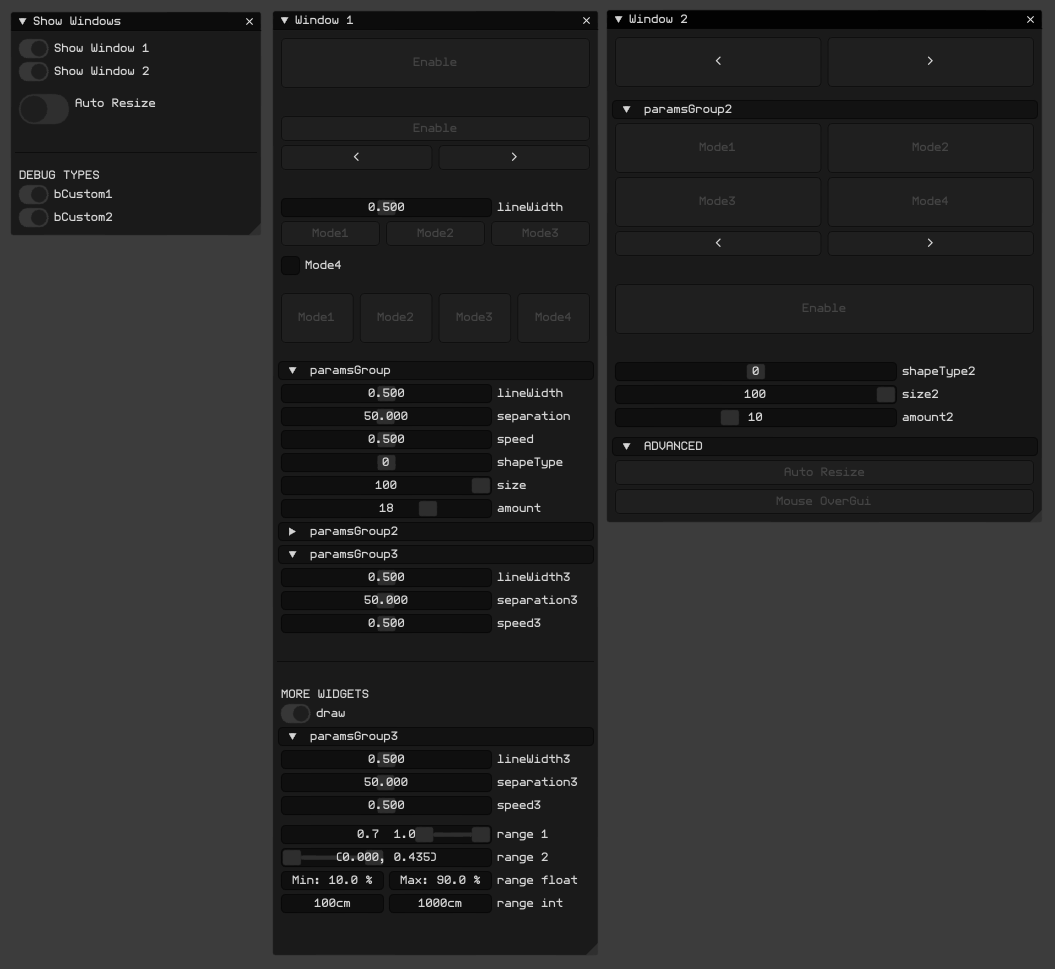 Show Windows
Show Window 1
Show Window 2
Auto Resize
DEBUG TYPES
bCustom1
bCustom2
Window 1
Enable
Enable
< >
0.500 lineWidth
Mode1 Mode2 Mode3
Mode4
Mode1 Mode2 Mode3 Mode4
paramsGroup
0.500 lineWidth
50.000 separation
0.500 speed
0 shapeType
100 size
18 amount
paramsGroup2
paramsGroup3
0.500 lineWidth3
50.000 separation3
0.500 speed3
MORE WIDGETS
draw
paramsGroup3
0.500 lineWidth3
50.000 separation3
0.500 speed3
0.7 1.0 range 1
(0.000, 0.435) range 2
Min: 10.0 % Max: 90.0 % range float
100cm 1000cm range int
Window 2
< >
paramsGroup2
Mode1 Mode2
Mode3 Mode4
< >
Enable
0 shapeType2
100 size2
10 amount2
ADVANCED
Auto Resize
Mouse OverGui